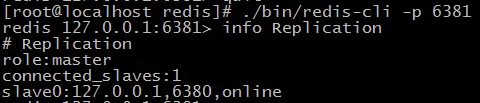 [root@localhost redis]# ./bin/redis-cli -p 6381
redis 127.0.0.1:6381> info Replication
# Replication
role:master
connected_slaves:1
slave0:127.0.0.1,6380,online